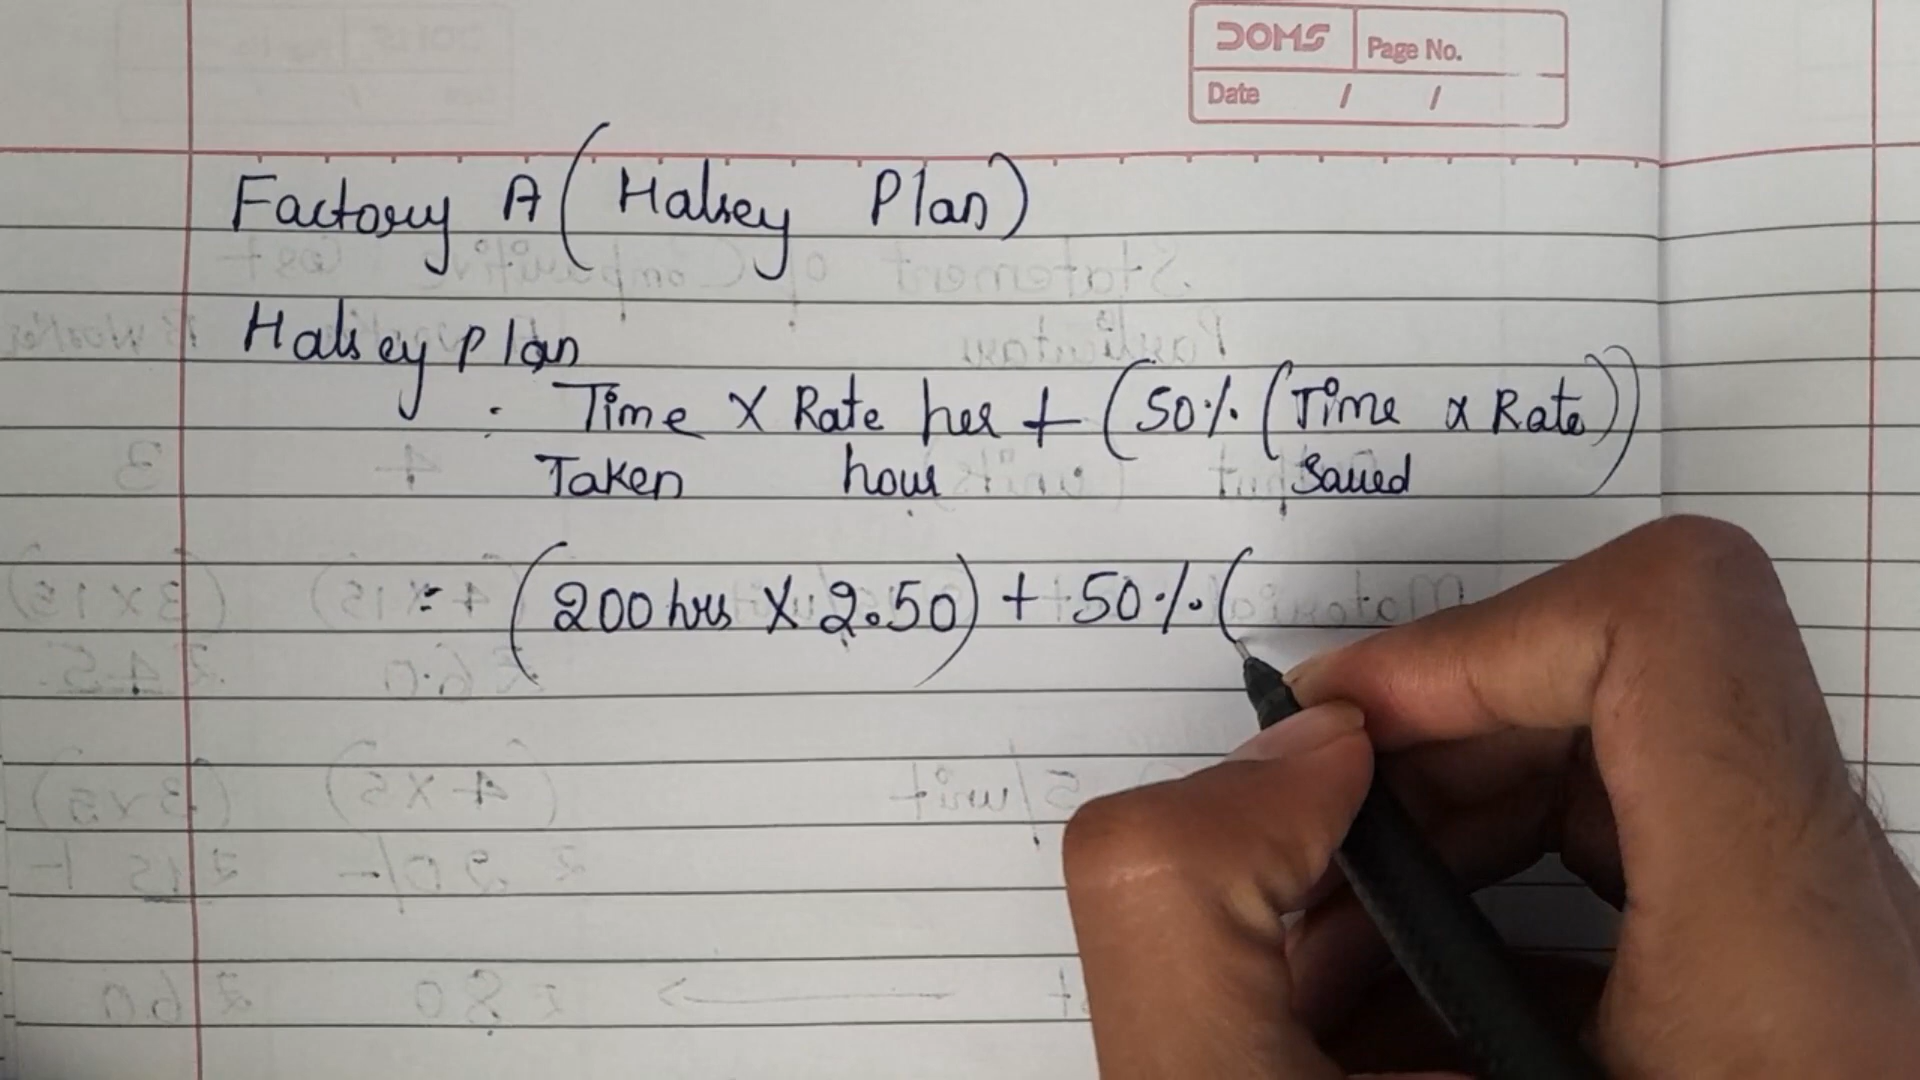 DOMS Page No.
Date / /
Factory A (Halsey Plan)
Halsey plan
= Time X Rate per + (50% (Time x Rate))
Taken hour Saved
= (200 hrs X 2.50) + 50% (